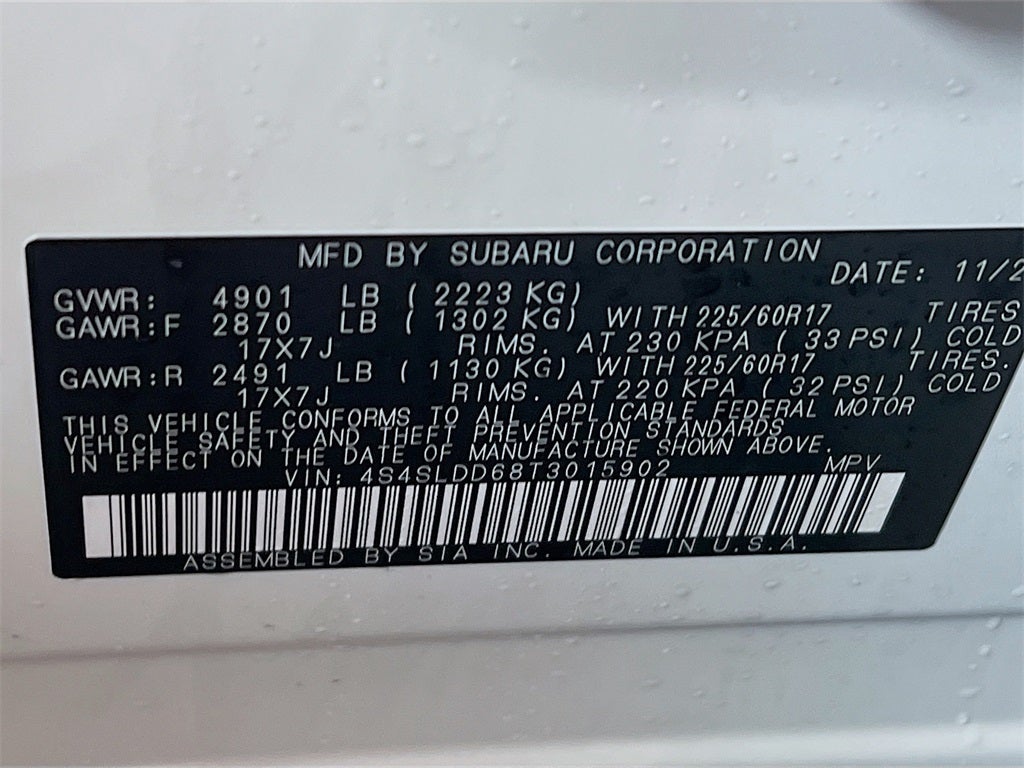 MFD BY SUBARU CORPORATION
DATE: 11/2
GVWR: 4901 LB ( 2223 KG)
GAWR:F 2870 LB ( 1302 KG) WITH 225/60R17 TIRES
17X7J RIMS. AT 230 KPA ( 33 PSI) COLD
GAWR:R 2491 LB ( 1130 KG) WITH 225/60R17 TIRES.
17X7J RIMS. AT 220 KPA ( 32 PSI) COLD
THIS VEHICLE CONFORMS TO ALL APPLICABLE FEDERAL MOTOR
VEHICLE SAFETY AND THEFT PREVENTION STANDARDS
IN EFFECT ON THE DATE OF MANUFACTURE SHOWN ABOVE.
VIN: 4S4SLDD68T3015902 MPV
ASSEMBLED BY SIA INC. MADE IN U.S.A.